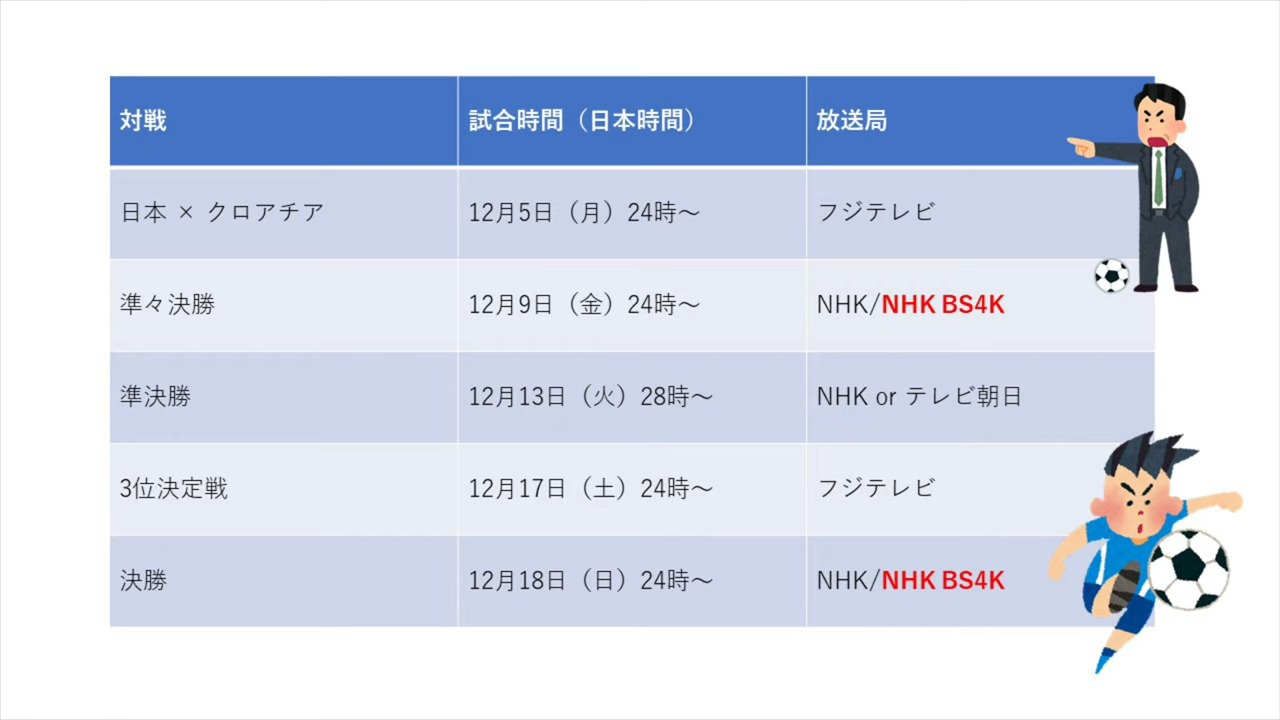 対戦 試合時間（日本時間） 放送局
日本 × クロアチア 12月5日（月）24時～ フジテレビ
準々決勝 12月9日（金）24時～ NHK/NHK BS4K
準決勝 12月13日（火）28時～ NHK or テレビ朝日
3位決定戦 12月17日（土）24時～ フジテレビ
決勝 12月18日（日）24時～ NHK/NHK BS4K